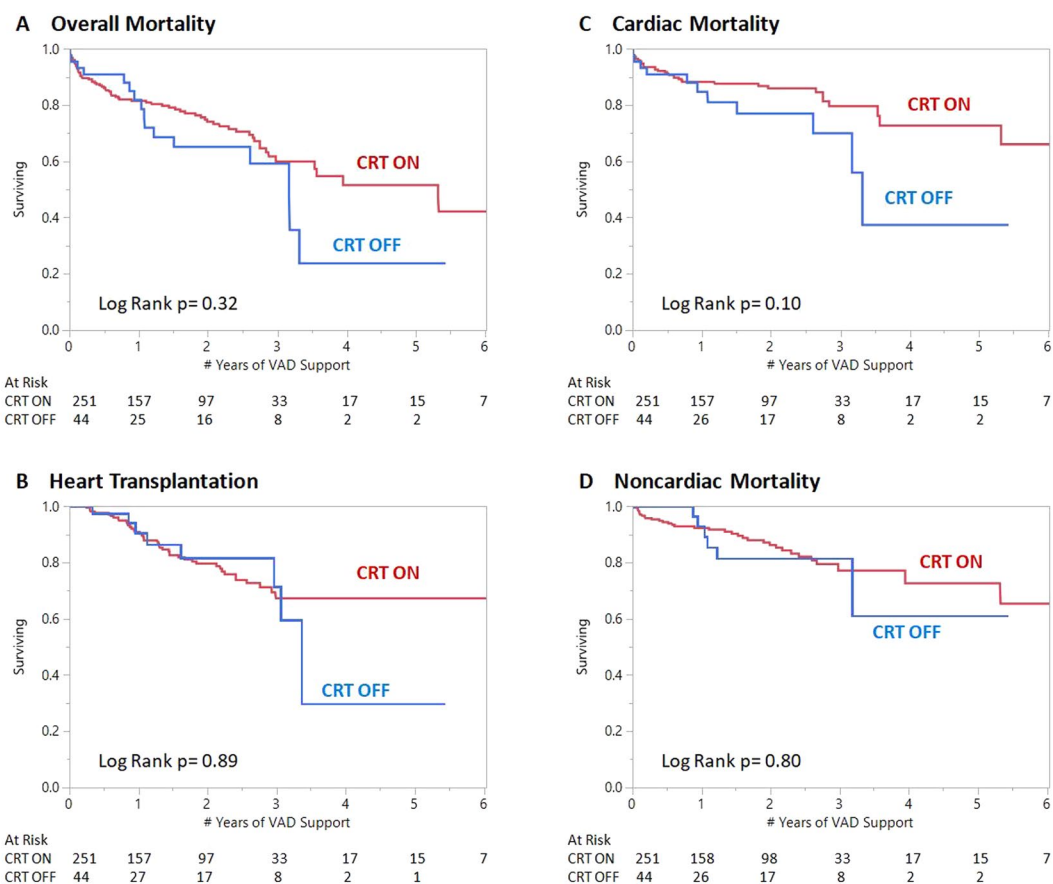 A Overall Mortality
1.0
0.8
0.6
0.4
0.2
0.0
Surviving
CRT ON
CRT OFF
Log Rank p= 0.32
0 1 2 3 4 5 6
# Years of VAD Support
At Risk
CRT ON 251 157 97 33 17 15 7
CRT OFF 44 25 16 8 2 2
C Cardiac Mortality
1.0
0.8
0.6
0.4
0.2
0.0
Surviving
CRT ON
CRT OFF
Log Rank p= 0.10
0 1 2 3 4 5 6
# Years of VAD Support
At Risk
CRT ON 251 157 97 33 17 15 7
CRT OFF 44 26 17 8 2 2
B Heart Transplantation
1.0
0.8
0.6
0.4
0.2
0.0
Surviving
CRT ON
CRT OFF
Log Rank p= 0.89
0 1 2 3 4 5 6
# Years of VAD Support
At Risk
CRT ON 251 157 97 33 17 15 7
CRT OFF 44 27 17 8 2 1
D Noncardiac Mortality
1.0
0.8
0.6
0.4
0.2
0.0
Surviving
CRT ON
CRT OFF
Log Rank p= 0.80
0 1 2 3 4 5 6
# Years of VAD Support
At Risk
CRT ON 251 158 98 33 17 15 7
CRT OFF 44 26 17 8 2 2